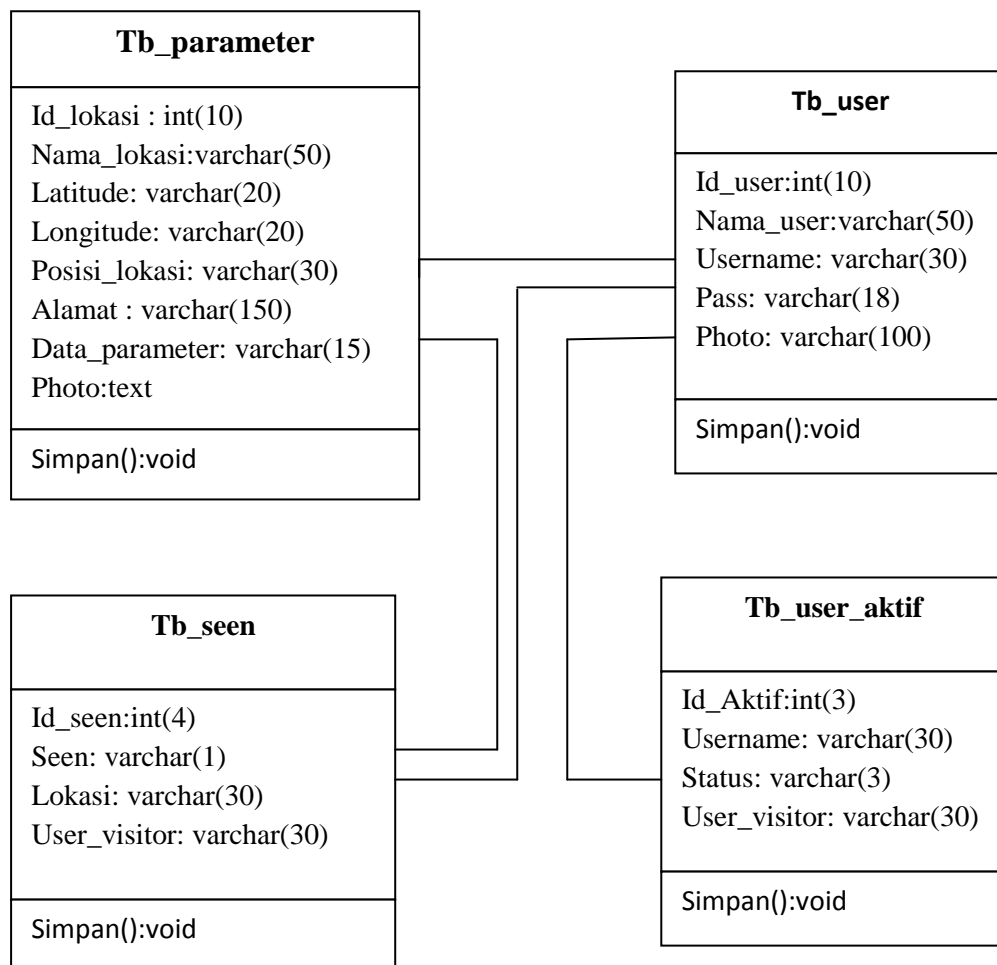 Tb_parameter
Id_lokasi : int(10)
Nama_lokasi:varchar(50)
Latitude: varchar(20)
Longitude: varchar(20)
Posisi_lokasi: varchar(30)
Alamat : varchar(150)
Data_parameter: varchar(15)
Photo:text
Simpan():void
Tb_user
Id_user:int(10)
Nama_user:varchar(50)
Username: varchar(30)
Pass: varchar(18)
Photo: varchar(100)
Simpan():void
Tb_seen
Id_seen:int(4)
Seen: varchar(1)
Lokasi: varchar(30)
User_visitor: varchar(30)
Simpan():void
Tb_user_aktif
Id_Aktif:int(3)
Username: varchar(30)
Status: varchar(3)
User_visitor: varchar(30)
Simpan():void